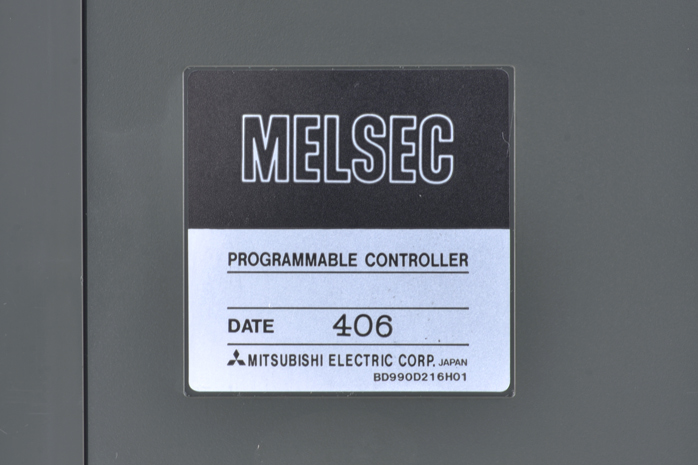 MELSEC
PROGRAMMABLE CONTROLLER
DATE 406
MITSUBISHI ELECTRIC CORP. JAPAN
BD990D216H01